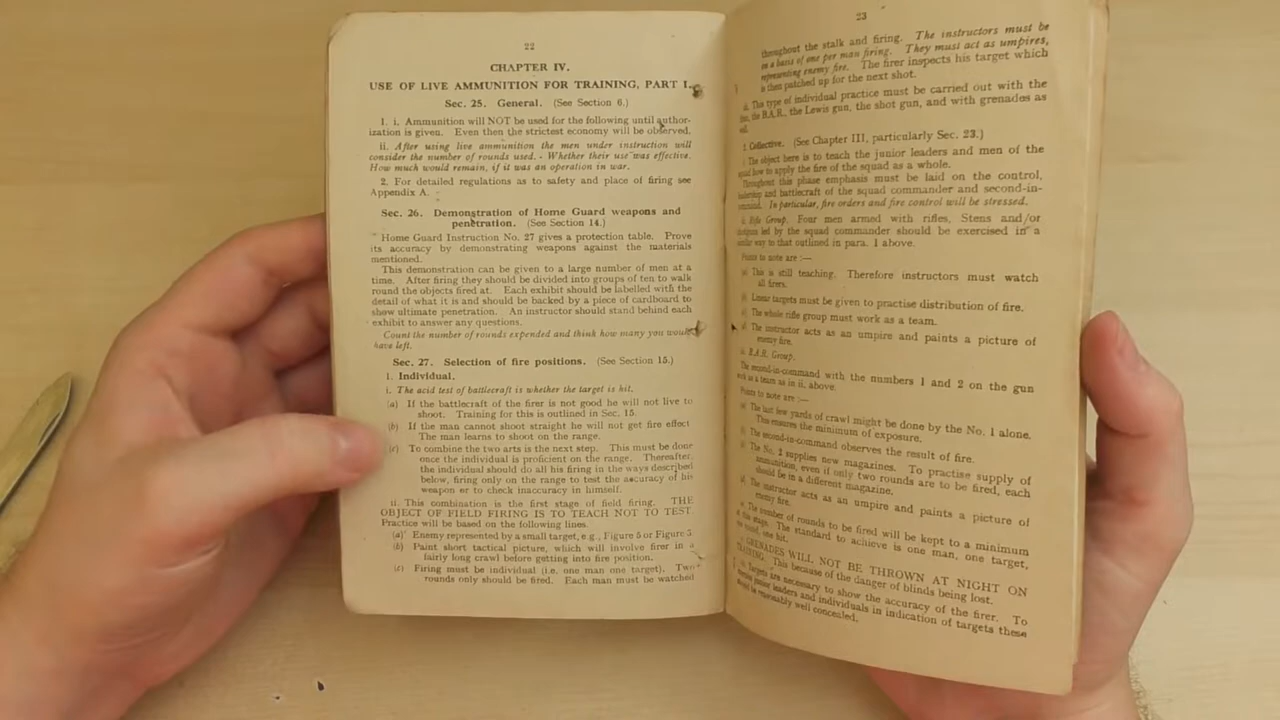 22
CHAPTER IV.
USE OF LIVE AMMUNITION FOR TRAINING, PART I.
Sec. 25. General. (See Section 6.)
1. i. Ammunition will NOT be used for the following until author-
ization is given. Even then the strictest economy will be observed.
ii. After using live ammunition the men under instruction will
consider the number of rounds used. - Whether their use was effective.
How much would remain, if it was an operation in war.
2. For detailed regulations as to safety and place of firing see
Appendix A.
Sec. 26. Demonstration of Home Guard weapons and
penetration. (See Section 14.)
Home Guard Instruction No. 27 gives a protection table. Prove
its accuracy by demonstrating weapons against the materials
mentioned.
This demonstration can be given to a large number of men at a
time. After firing they should be divided into groups of ten to walk
round the objects fired at. Each exhibit should be labelled with the
detail of what it is and should be backed by a piece of cardboard to
show ultimate penetration. An instructor should stand behind each
exhibit to answer any questions.
Count the number of rounds expended and think how many you would
have left.
Sec. 27. Selection of fire positions. (See Section 15.)
1. Individual.
i. The acid test of battlecraft is whether the target is hit.
(a) If the battlecraft of the firer is not good he will not live to
shoot. Training for this is outlined in Sec. 15.
(b) If the man cannot shoot straight he will not get fire effect
The man learns to shoot on the range.
(c) To combine the two arts is the next step. This must be done
once the individual is proficient on the range. Thereafter,
the individual should do all his firing in the ways described
below, firing only on the range to test the accuracy of his
weapon or to check inaccuracy in himself.
ii. This combination is the first stage of field firing. THE
OBJECT OF FIELD FIRING IS TO TEACH NOT TO TEST.
Practice will be based on the following lines.
(a) Enemy represented by a small target, e.g., Figure 5 or Figure 3.
(b) Paint short tactical picture, which will involve firer in a
fairly long crawl before getting into fire position.
(c) Firing must be individual (i.e. one man one target). Two
rounds only should be fired. Each man must be watched
23
throughout the stalk and firing. The instructors must be
on a basis of one per man firing. They must act as umpires,
representing enemy fire. The firer inspects his target which
is then patched up for the next shot.
This type of individual practice must be carried out with the
the B.A.R., the Lewis gun, the shot gun, and with grenades as
Collective. (See Chapter III, particularly Sec. 23.)
The object here is to teach the junior leaders and men of the
squad how to apply the fire of the squad as a whole.
Throughout this phase emphasis must be laid on the control,
leadership and battlecraft of the squad commander and second-in-
command. In particular, fire orders and fire control will be stressed.
Rifle Group. Four men armed with rifles, Stens and/or
by the squad commander should be exercised in a
similar way to that outlined in para. 1 above.
Points to note are :—
This is still teaching. Therefore instructors must watch
all firers.
Linear targets must be given to practise distribution of fire.
The whole rifle group must work as a team.
The instructor acts as an umpire and paints a picture of
enemy fire.
B.A.R. Group.
The second-in-command with the numbers 1 and 2 on the gun
work as a team as in ii, above.
Points to note are :—
The last few yards of crawl might be done by the No. 1 alone.
This ensures the minimum of exposure.
The second-in-command observes the result of fire.
The No. 2 supplies new magazines. To practise supply of
ammunition, even if only two rounds are to be fired, each
should be in a different magazine.
The instructor acts as an umpire and paints a picture of
enemy fire.
The number of rounds to be fired will be kept to a minimum
at this stage. The standard to achieve is one man, one target,
one round, one hit.
GRENADES WILL NOT BE THROWN AT NIGHT ON
TRAINING. This because of the danger of blinds being lost.
Targets are necessary to show the accuracy of the firer. To
junior leaders and individuals in indication of targets these
should be reasonably well concealed.